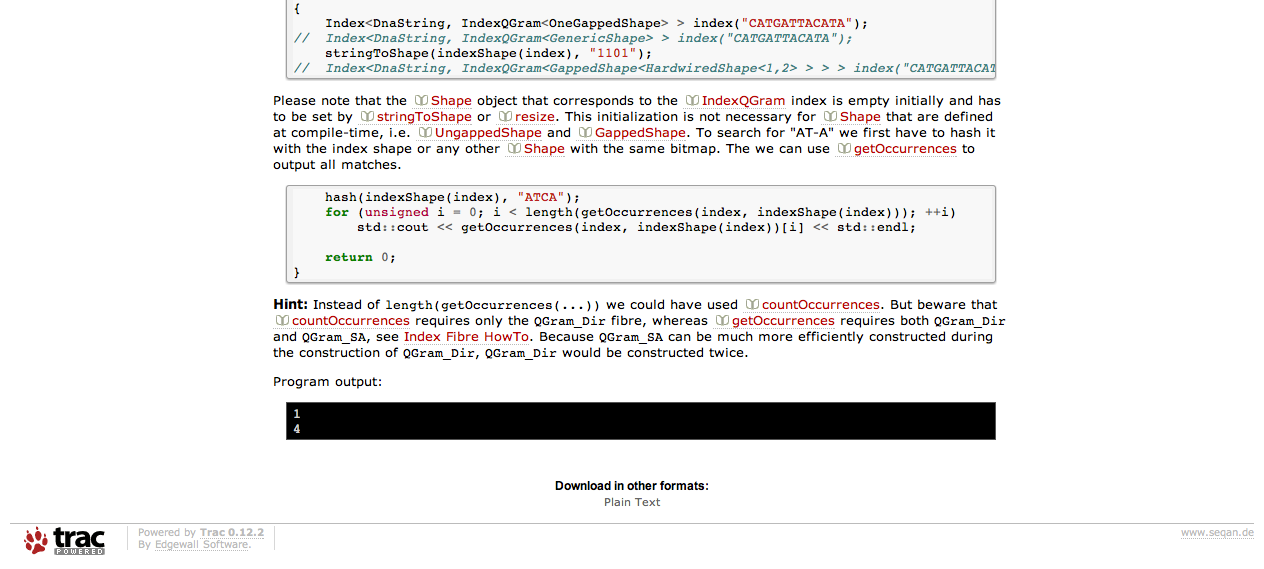 {
    Index<DnaString, IndexQGram<OneGappedShape> > index("CATGATTACATA");
//  Index<DnaString, IndexQGram<GenericShape> > index("CATGATTACATA");
    stringToShape(indexShape(index), "1101");
//  Index<DnaString, IndexQGram<GappedShape<HardwiredShape<1,2> > > > index("CATGATTACAT
Please note that the Shape object that corresponds to the IndexQGram index is empty initially and has
to be set by stringToShape or resize. This initialization is not necessary for Shape that are defined
at compile-time, i.e. UngappedShape and GappedShape. To search for "AT-A" we first have to hash it
with the index shape or any other Shape with the same bitmap. The we can use getOccurrences to
output all matches.
    hash(indexShape(index), "ATCA");
    for (unsigned i = 0; i < length(getOccurrences(index, indexShape(index))); ++i)
        std::cout << getOccurrences(index, indexShape(index))[i] << std::endl;
    return 0;
}
Hint: Instead of length(getOccurrences(...)) we could have used countOccurrences. But beware that
countOccurrences requires only the QGram_Dir fibre, whereas getOccurrences requires both QGram_Dir
and QGram_SA, see Index Fibre HowTo. Because QGram_SA can be much more efficiently constructed during
the construction of QGram_Dir, QGram_Dir would be constructed twice.
Program output:
1
4
Download in other formats:
Plain Text
trac POWERED
Powered by Trac 0.12.2
By Edgewall Software.
www.seqan.de